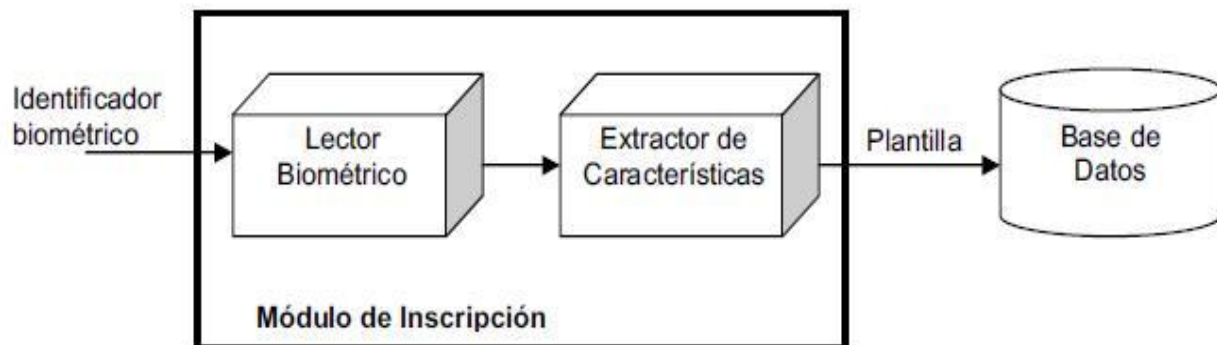 Identificador
biométrico
Lector
Biométrico
Extractor de
Características
Plantilla
Base de
Datos
Módulo de Inscripción